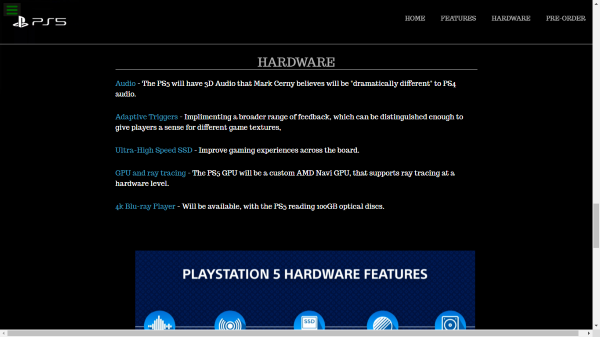 PS5
HOME FEATURES HARDWARE PRE-ORDER
HARDWARE
Audio - The PS5 will have 3D Audio that Mark Cerny believes will be "dramatically different" to PS4
audio.
Adaptive Triggers - Implimenting a broader range of feedback, which can be distinguished enough to
give players a sense for different game textures,
Ultra-High Speed SSD - Improve gaming experiences across the board.
GPU and ray tracing - The PS5 GPU will be a custom AMD Navi GPU, that supports ray tracing at a
hardware level.
4k Blu-ray Player - Will be available, with the PS5 reading 100GB optical discs.
PLAYSTATION 5 HARDWARE FEATURES
SSD